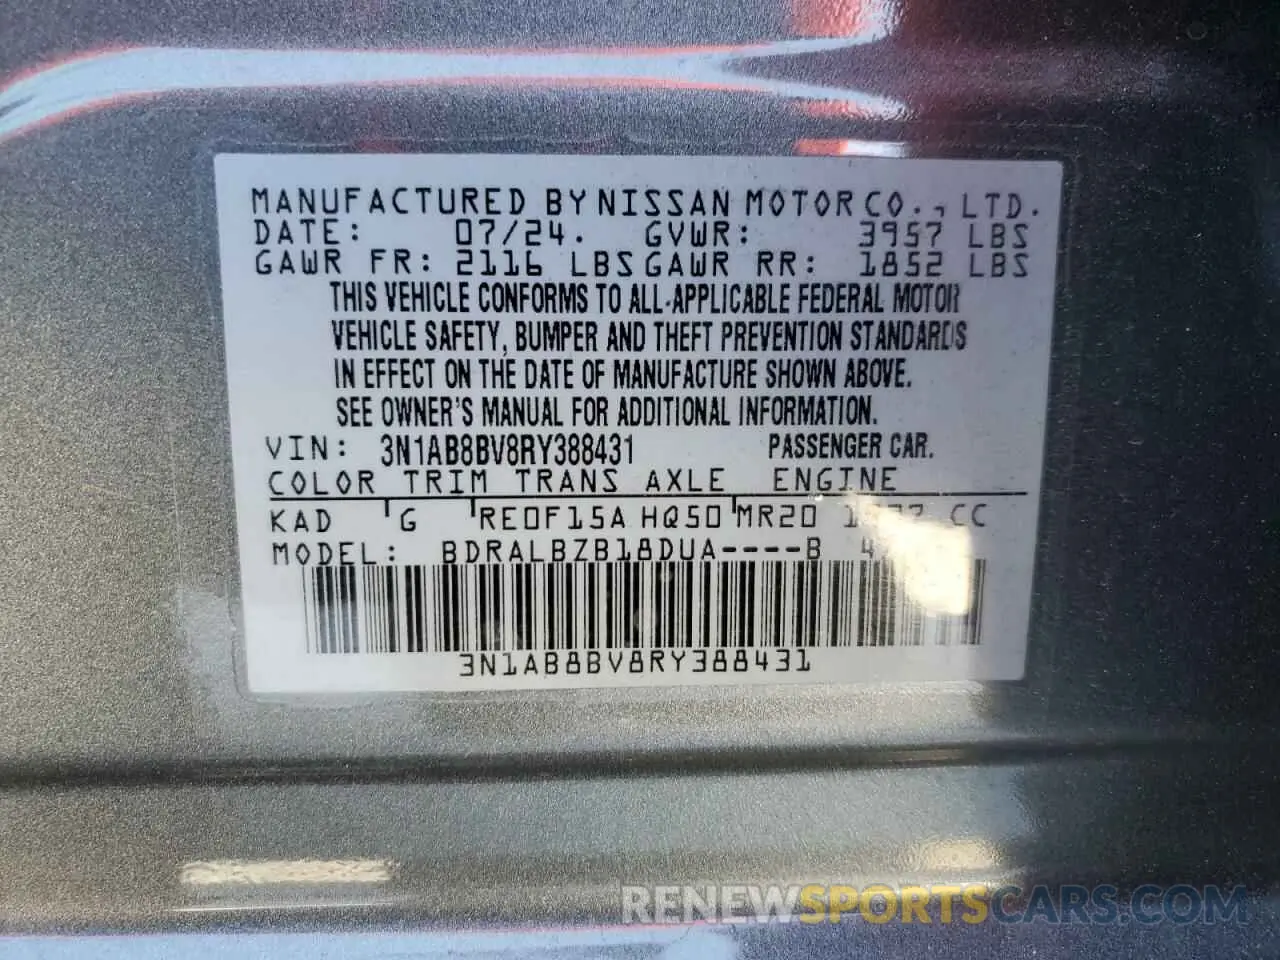 MANUFACTURED BY NISSAN MOTOR CO., LTD.
DATE: 07/24. GVWR: 3957 LBS
GAWR FR: 2116 LBS GAWR RR: 1852 LBS
THIS VEHICLE CONFORMS TO ALL-APPLICABLE FEDERAL MOTOR
VEHICLE SAFETY, BUMPER AND THEFT PREVENTION STANDARDS
IN EFFECT ON THE DATE OF MANUFACTURE SHOWN ABOVE.
SEE OWNER'S MANUAL FOR ADDITIONAL INFORMATION.
VIN: 3N1AB8BV8RY388431 PASSENGER CAR.
COLOR TRIM TRANS AXLE ENGINE
KAD G RE0F15A HQ50 MR20 CC
MODEL: BDRALBZB18DUA----B
3N1AB8BV8RY388431
RENEWSPORTSCARS.COM